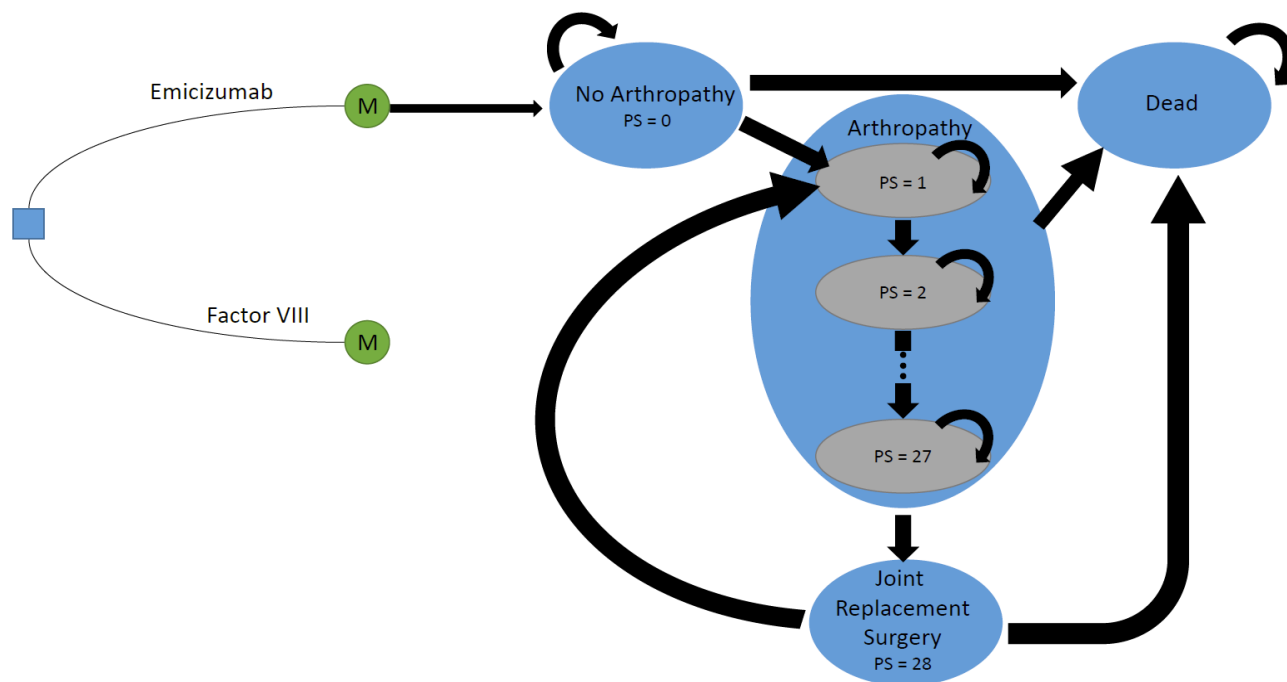 Emicizumab
M
Factor VIII
M
No Arthropathy
PS = 0
Dead
Arthropathy
PS = 1
PS = 2
PS = 27
Joint
Replacement
Surgery
PS = 28